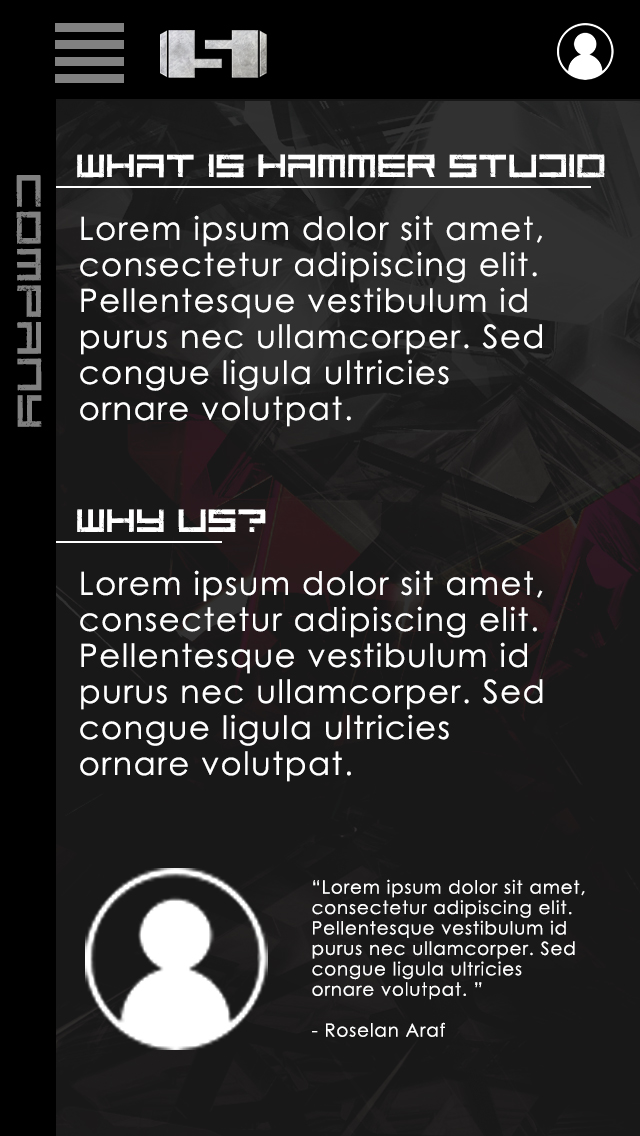 WHAT IS HAMMER STUDIO
COMPANY
Lorem ipsum dolor sit amet,
consectetur adipiscing elit.
Pellentesque vestibulum id
purus nec ullamcorper. Sed
congue ligula ultricies
ornare volutpat.
WHY US?
Lorem ipsum dolor sit amet,
consectetur adipiscing elit.
Pellentesque vestibulum id
purus nec ullamcorper. Sed
congue ligula ultricies
ornare volutpat.
“Lorem ipsum dolor sit amet,
consectetur adipiscing elit.
Pellentesque vestibulum id
purus nec ullamcorper. Sed
congue ligula ultricies
ornare volutpat. ”
- Roselan Araf